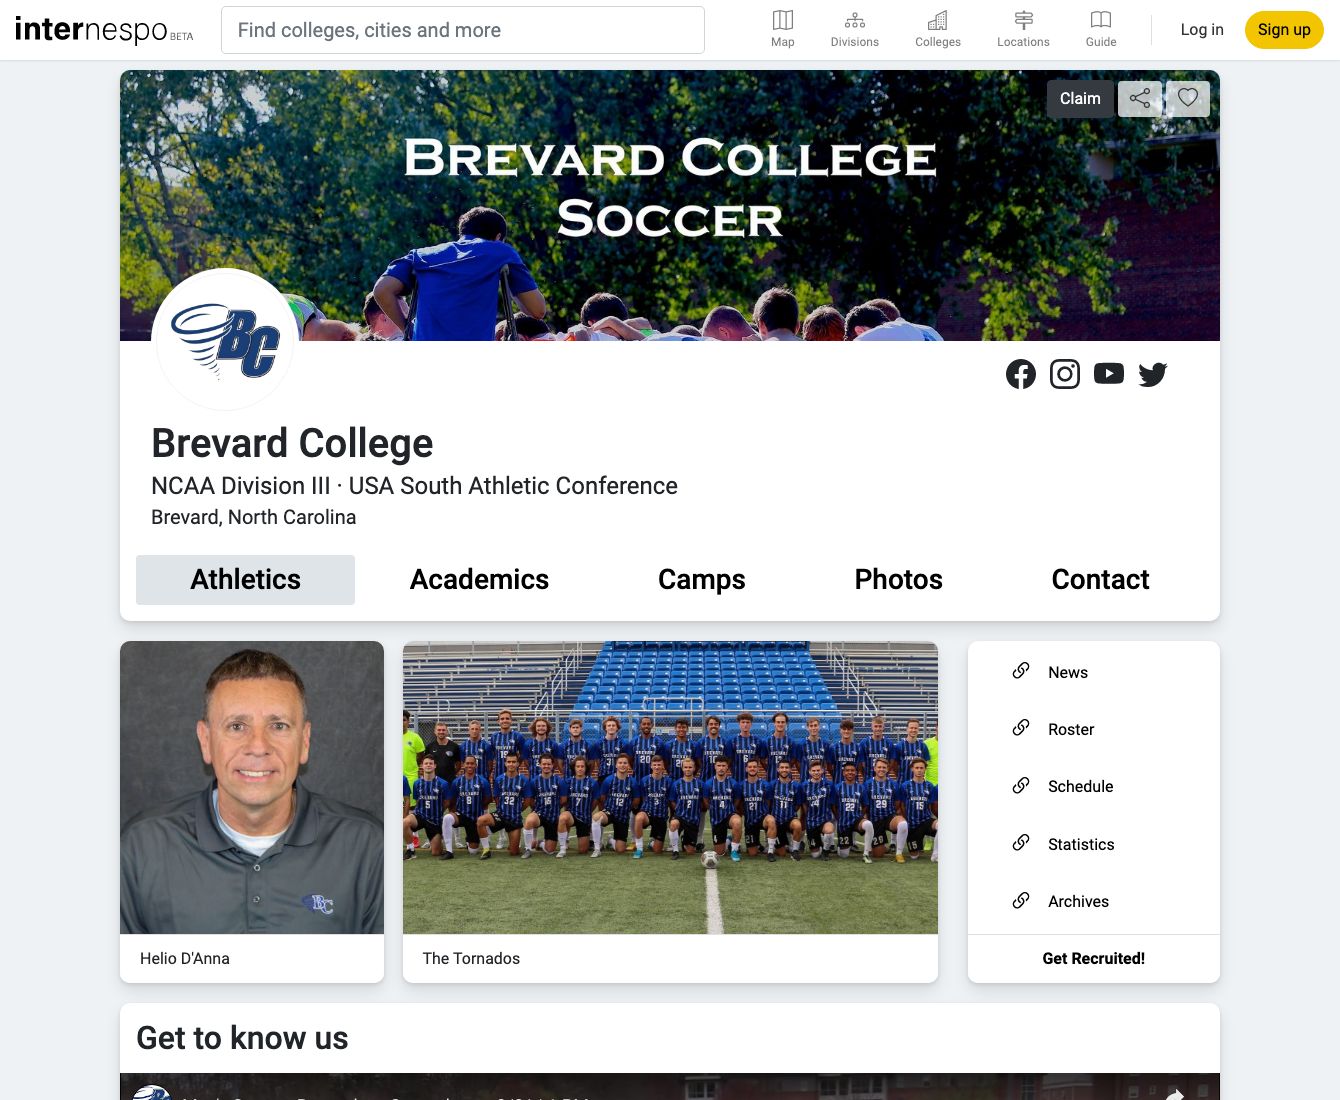 internespo BETA
Find colleges, cities and more
Map
Divisions
Colleges
Locations
Guide
Log in
Sign up
Claim
BREVARD COLLEGE
SOCCER
BC
Brevard College
NCAA Division III · USA South Athletic Conference
Brevard, North Carolina
Athletics
Academics
Camps
Photos
Contact
BC
Helio D'Anna
The Tornados
News
Roster
Schedule
Statistics
Archives
Get Recruited!
Get to know us